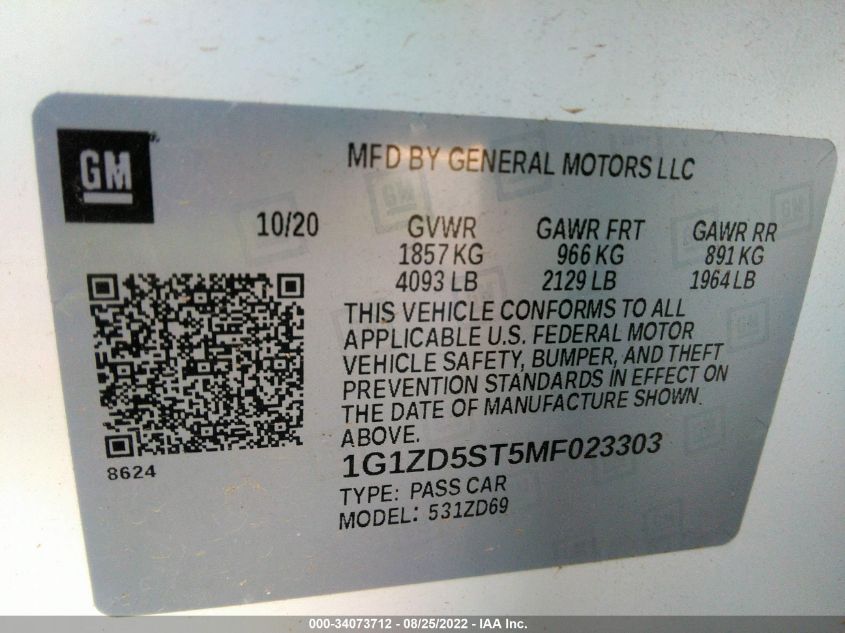 GM
MFD BY GENERAL MOTORS LLC
10/20 GVWR GAWR FRT GAWR RR
1857 KG 966 KG 891 KG
4093 LB 2129 LB 1964 LB
THIS VEHICLE CONFORMS TO ALL
APPLICABLE U.S. FEDERAL MOTOR
VEHICLE SAFETY, BUMPER, AND THEFT
PREVENTION STANDARDS IN EFFECT ON
THE DATE OF MANUFACTURE SHOWN
ABOVE.
8624
1G1ZD5ST5MF023303
TYPE: PASS CAR
MODEL: 531ZD69
000-34073712 - 08/25/2022 - IAA Inc.